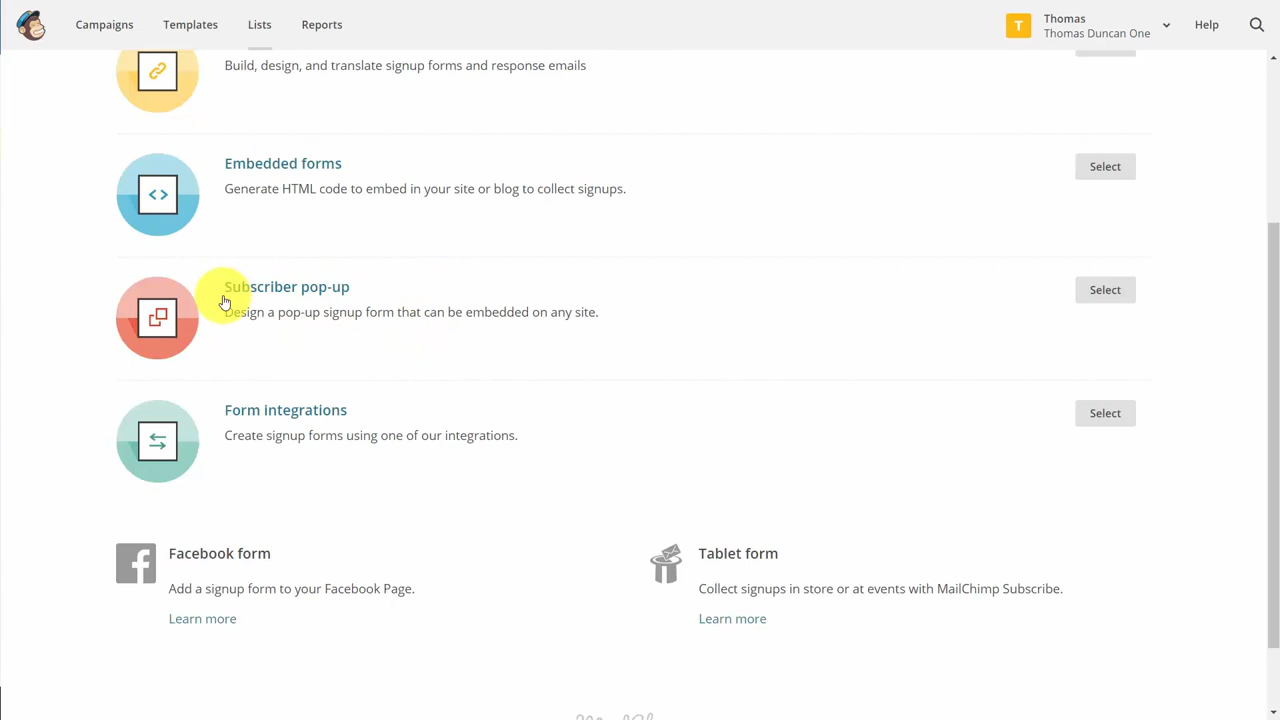 Campaigns
Templates
Lists
Reports
T
Thomas
Thomas Duncan One
Help
Build, design, and translate signup forms and response emails
Embedded forms
Select
Generate HTML code to embed in your site or blog to collect signups.
Subscriber pop-up
Select
Design a pop-up signup form that can be embedded on any site.
Form integrations
Select
Create signup forms using one of our integrations.
Facebook form
Add a signup form to your Facebook Page.
Learn more
Tablet form
Collect signups in store or at events with MailChimp Subscribe.
Learn more